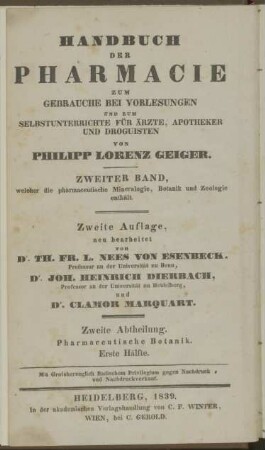 HANDBUCH
DER
PHARMACIE
ZUM
GEBRAUCHE BEI VORLESUNGEN
UND ZUM
SELBSTUNTERRICHTE FÜR ÄRZTE, APOTHEKER
UND DROGUISTEN
VON
PHILIPP LORENZ GEIGER.
ZWEITER BAND,
welcher die pharmaceutische Mineralogie, Botanik und Zoologie
enthält.
Zweite Auflage,
neu bearbeitet
von
Dr. TH. FR. L. NEES VON ESENBECK,
Professor an der Universität zu Bonn,
Dr. JOH. HEINRICH DIERBACH,
Professor an der Universität zu Heidelberg,
und
Dr. CLAMOR MARQUART.
Zweite Abtheilung.
Pharmaceutische Botanik.
Erste Hälfte.
Mit Grossherzoglich Badischem Privilegium gegen Nachdruck
und Nachdruckverkauf.
HEIDELBERG, 1839.
In der akademischen Verlagshandlung von C. F. WINTER,
WIEN, bei C. GEROLD.